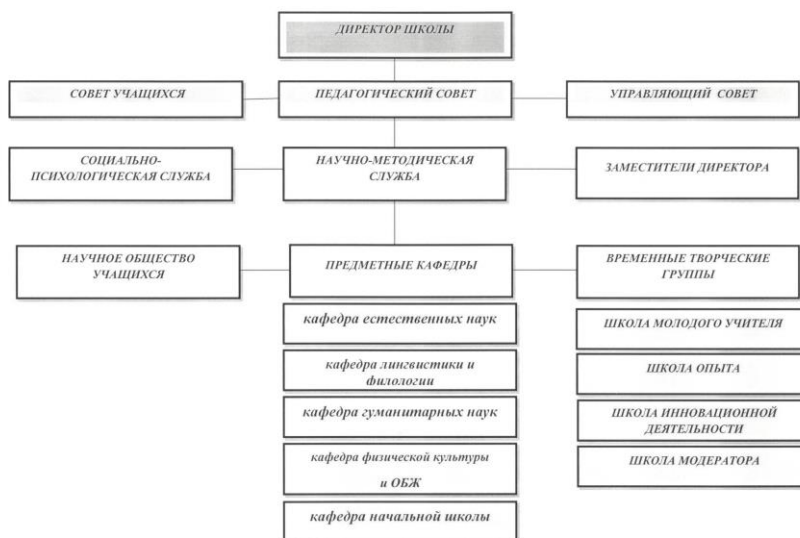 ДИРЕКТОР ШКОЛЫ
СОВЕТ УЧАЩИХСЯ
ПЕДАГОГИЧЕСКИЙ СОВЕТ
УПРАВЛЯЮЩИЙ СОВЕТ
СОЦИАЛЬНО-
ПСИХОЛОГИЧЕСКАЯ СЛУЖБА
НАУЧНО-МЕТОДИЧЕСКАЯ
СЛУЖБА
ЗАМЕСТИТЕЛИ ДИРЕКТОРА
НАУЧНОЕ ОБЩЕСТВО
УЧАЩИХСЯ
ПРЕДМЕТНЫЕ КАФЕДРЫ
ВРЕМЕННЫЕ ТВОРЧЕСКИЕ
ГРУППЫ
кафедра естественных наук
кафедра лингвистики и
филологии
кафедра гуманитарных наук
кафедра физической культуры
и ОБЖ
кафедра начальной школы
ШКОЛА МОЛОДОГО УЧИТЕЛЯ
ШКОЛА ОПЫТА
ШКОЛА ИННОВАЦИОННОЙ
ДЕЯТЕЛЬНОСТИ
ШКОЛА МОДЕРАТОРА